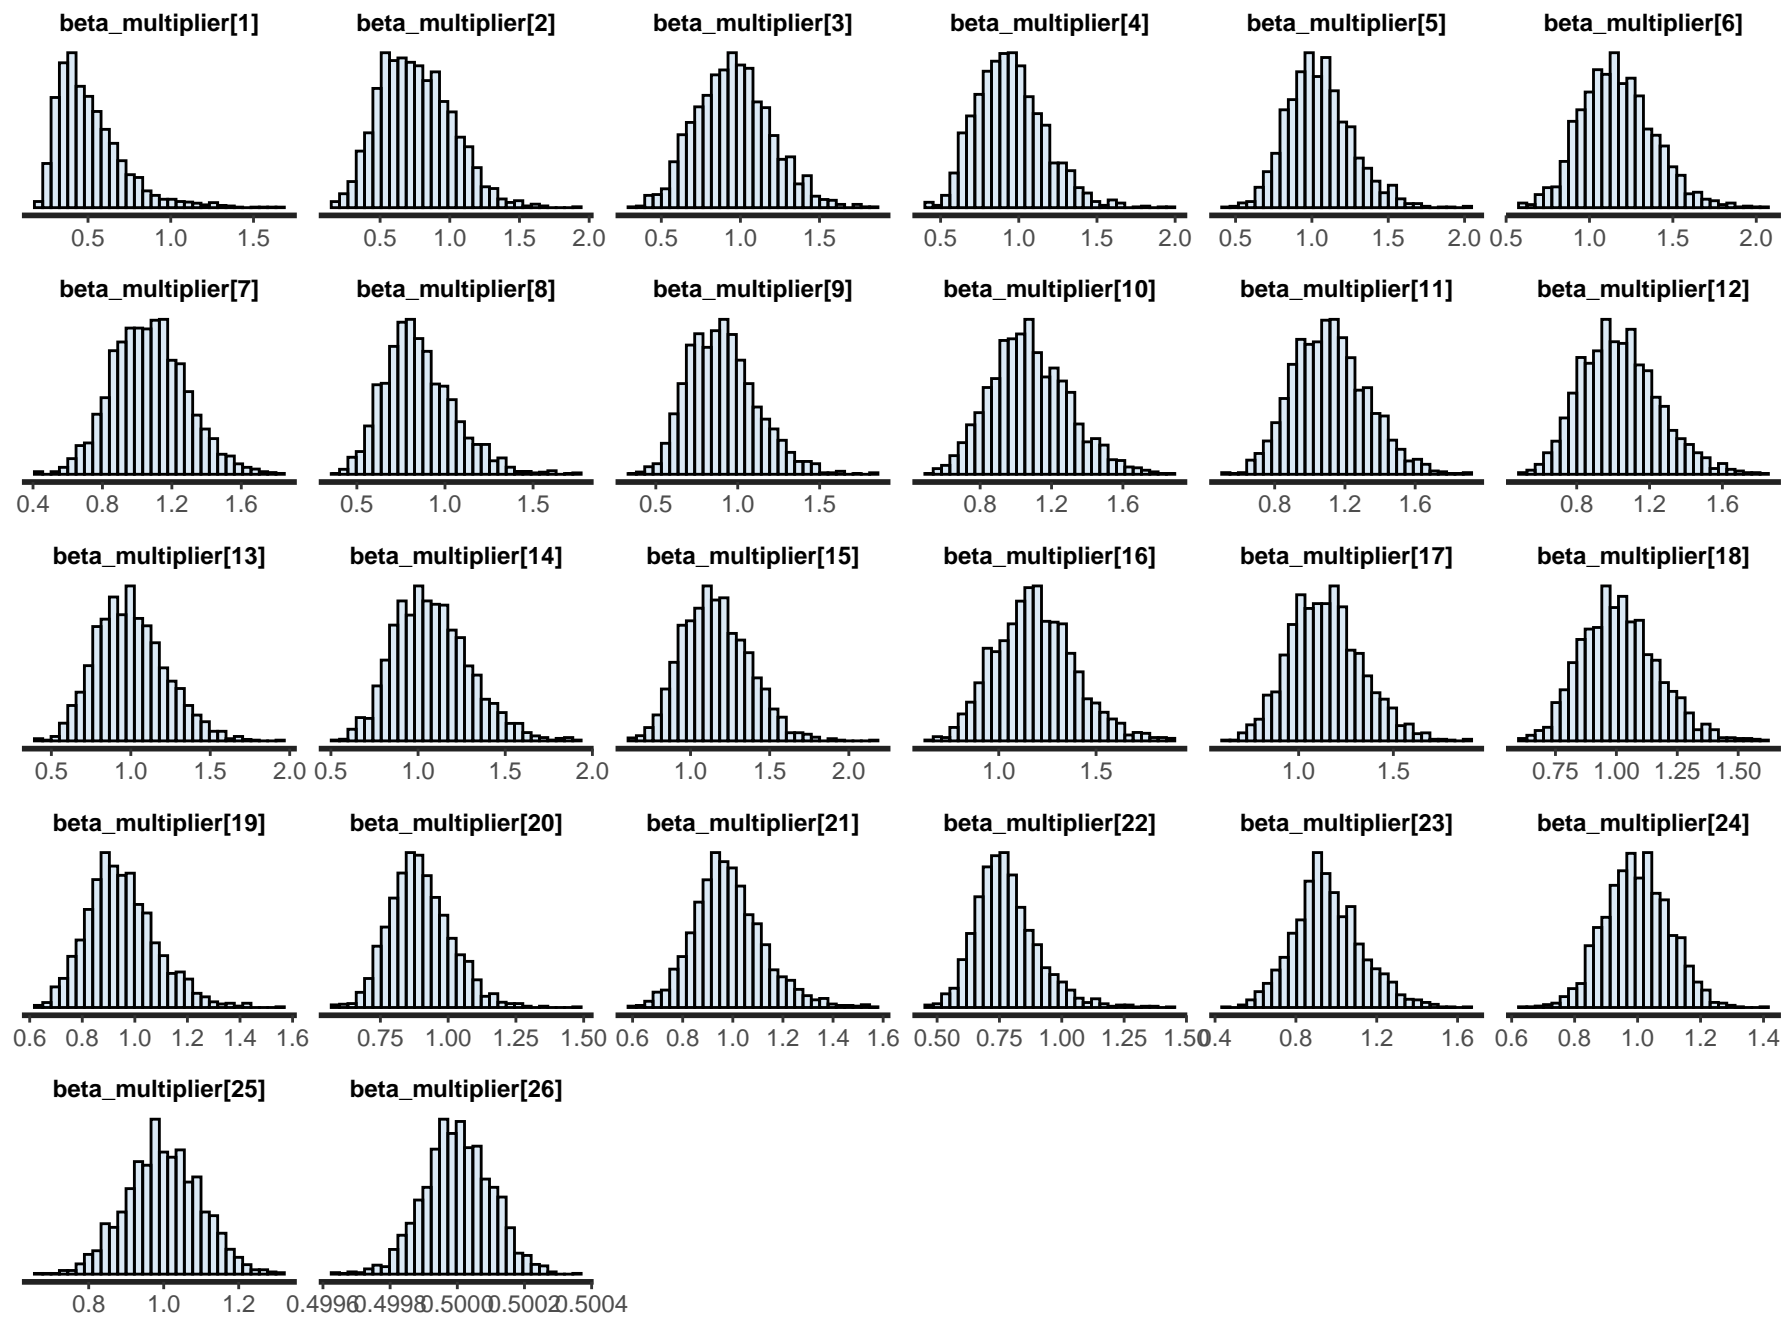 beta_multiplier[1] beta_multiplier[2] beta_multiplier[3] beta_multiplier[4] beta_multiplier[5] beta_multiplier[6]
0.5 1.0 1.5 0.5 1.0 1.5 2.0 0.5 1.0 1.5 0.5 1.0 1.5 2.0 0.5 1.0 1.5 2.0 0.5 1.0 1.5 2.0
beta_multiplier[7] beta_multiplier[8] beta_multiplier[9] beta_multiplier[10] beta_multiplier[11] beta_multiplier[12]
0.4 0.8 1.2 1.6 0.5 1.0 1.5 0.5 1.0 1.5 0.8 1.2 1.6 0.8 1.2 1.6 0.8 1.2 1.6
beta_multiplier[13] beta_multiplier[14] beta_multiplier[15] beta_multiplier[16] beta_multiplier[17] beta_multiplier[18]
0.5 1.0 1.5 2.0 0.5 1.0 1.5 2.0 1.0 1.5 2.0 1.0 1.5 1.0 1.5 0.75 1.00 1.25 1.50
beta_multiplier[19] beta_multiplier[20] beta_multiplier[21] beta_multiplier[22] beta_multiplier[23] beta_multiplier[24]
0.6 0.8 1.0 1.2 1.4 1.6 0.75 1.00 1.25 1.50 0.6 0.8 1.0 1.2 1.4 1.6 0.50 0.75 1.00 1.25 1.50 0.4 0.8 1.2 1.6 0.6 0.8 1.0 1.2 1.4
beta_multiplier[25] beta_multiplier[26]
0.8 1.0 1.2 0.4996 0.4998 0.5000 0.5002 0.5004